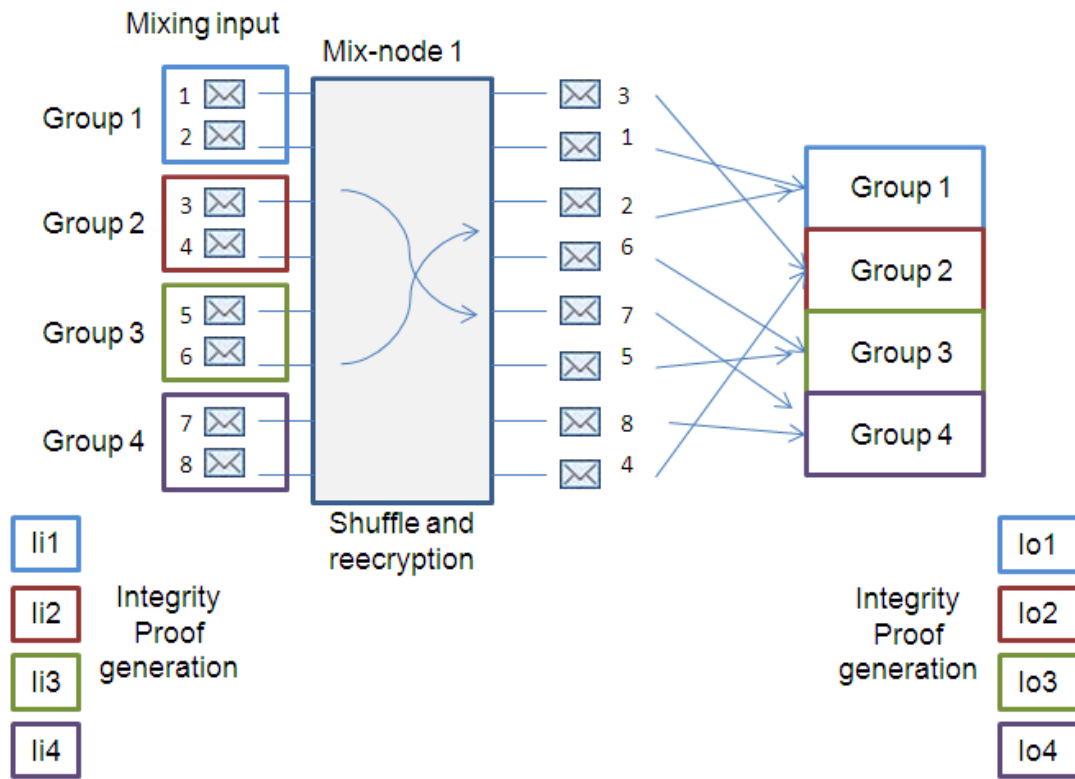 Mixing input
Mix-node 1
Group 1
1
2
Group 2
3
4
Group 3
5
6
Group 4
7
8
3
1
2
6
7
5
8
4
Group 1
Group 2
Group 3
Group 4
Shuffle and
reecryption
Ii1
Ii2
Ii3
Ii4
Integrity
Proof
generation
Integrity
Proof
generation
Io1
Io2
Io3
Io4